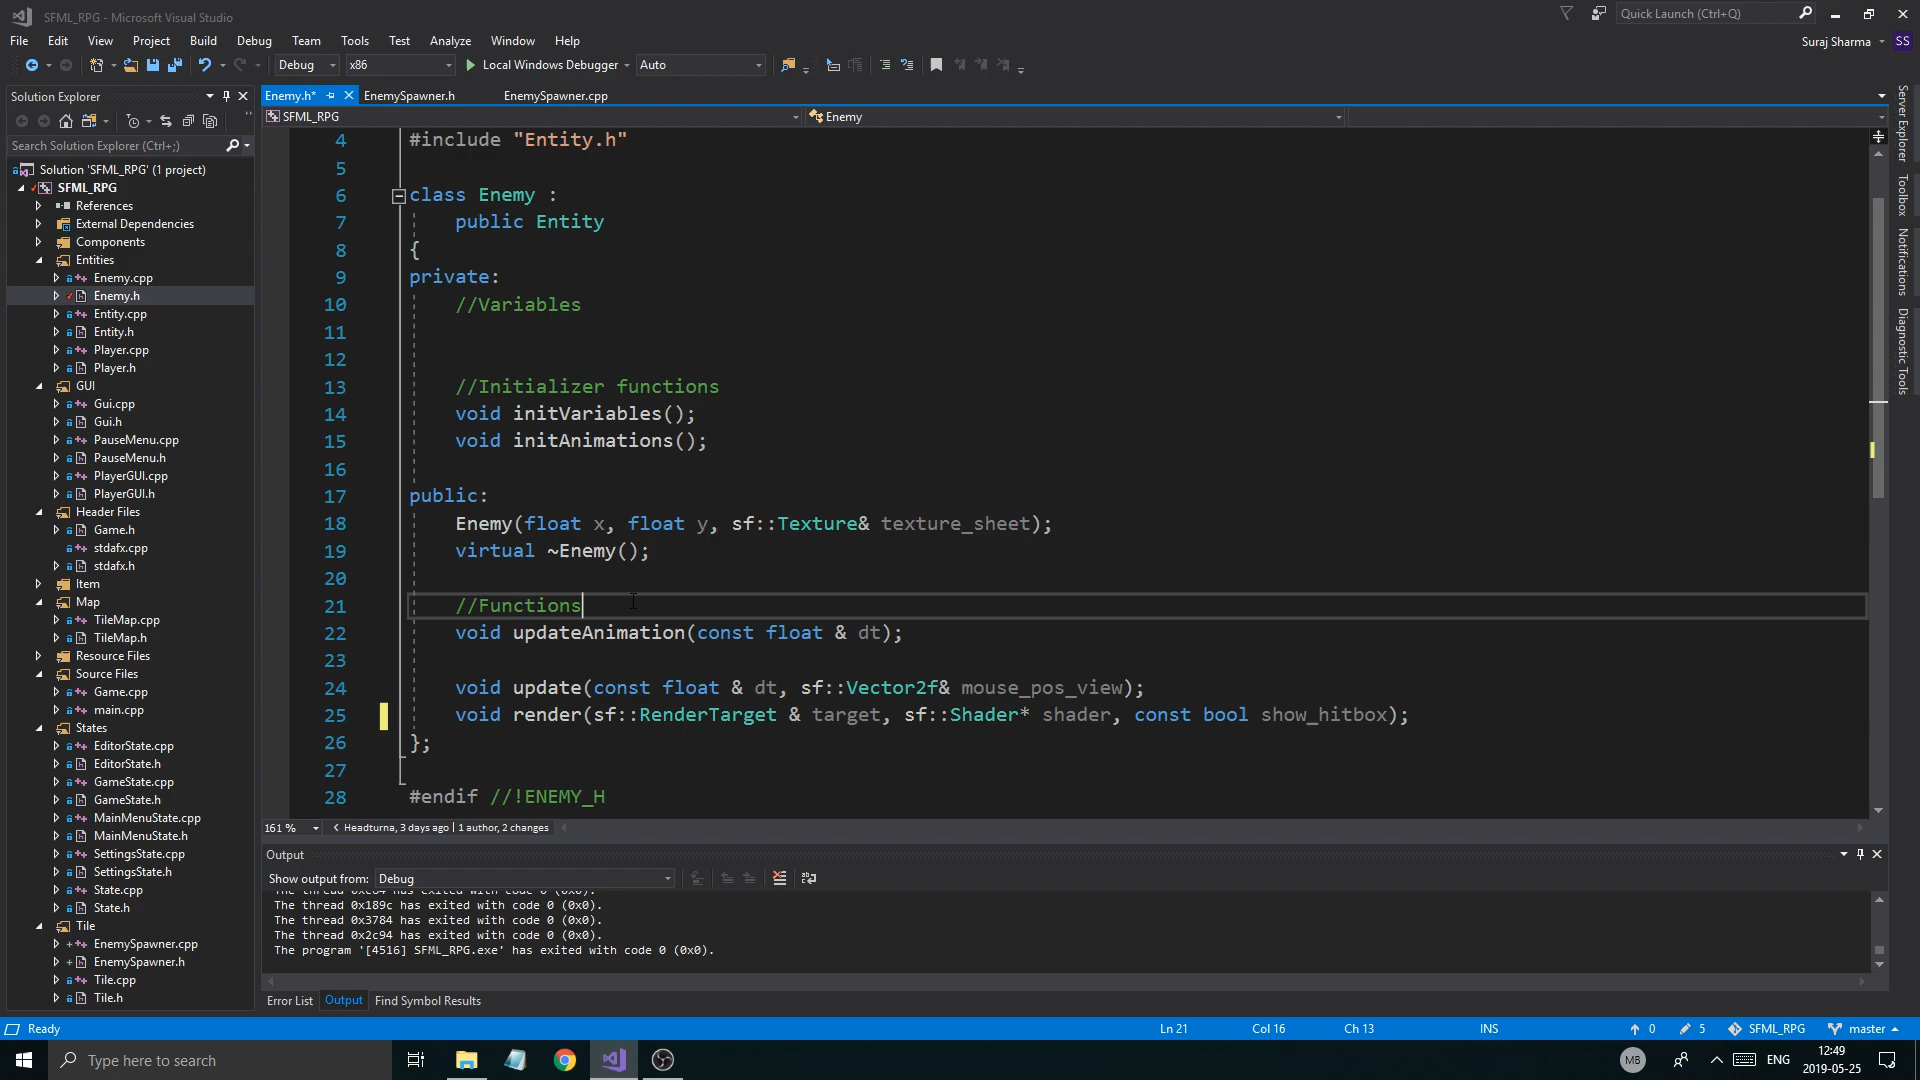 SFML_RPG - Microsoft Visual Studio
Quick Launch (Ctrl+Q)
File Edit View Project Build Debug Team Tools Test Analyze Window Help
Suraj Sharma SS
Debug x86 Local Windows Debugger Auto
Solution Explorer
Search Solution Explorer (Ctrl+;)
Solution 'SFML_RPG' (1 project)
SFML_RPG
References
External Dependencies
Components
Entities
Enemy.cpp
Enemy.h
Entity.cpp
Entity.h
Player.cpp
Player.h
GUI
Gui.cpp
Gui.h
PauseMenu.cpp
PauseMenu.h
PlayerGUI.cpp
PlayerGUI.h
Header Files
Game.h
stdafx.cpp
stdafx.h
Item
Map
TileMap.cpp
TileMap.h
Resource Files
Source Files
Game.cpp
main.cpp
States
EditorState.cpp
EditorState.h
GameState.cpp
GameState.h
MainMenuState.cpp
MainMenuState.h
SettingsState.cpp
SettingsState.h
State.cpp
State.h
Tile
EnemySpawner.cpp
EnemySpawner.h
Tile.cpp
Tile.h
Enemy.h* EnemySpawner.h EnemySpawner.cpp
SFML_RPG Enemy
4 #include "Entity.h"
5
6 class Enemy :
7 public Entity
8 {
9 private:
10 //Variables
11
12
13 //Initializer functions
14 void initVariables();
15 void initAnimations();
16
17 public:
18 Enemy(float x, float y, sf::Texture& texture_sheet);
19 virtual ~Enemy();
20
21 //Functions
22 void updateAnimation(const float & dt);
23
24 void update(const float & dt, sf::Vector2f& mouse_pos_view);
25 void render(sf::RenderTarget & target, sf::Shader* shader, const bool show_hitbox);
26 };
27
28 #endif //!ENEMY_H
161 % Headturna, 3 days ago | 1 author, 2 changes
Output
Show output from: Debug
The thread 0x189c has exited with code 0 (0x0).
The thread 0x3784 has exited with code 0 (0x0).
The thread 0x2c94 has exited with code 0 (0x0).
The program '[4516] SFML_RPG.exe' has exited with code 0 (0x0).
Error List Output Find Symbol Results
Server Explorer
Toolbox
Notifications
Diagnostic Tools
Ready Ln 21 Col 16 Ch 13 INS 0 5 SFML_RPG master
Type here to search
MB ENG 12:49
2019-05-25